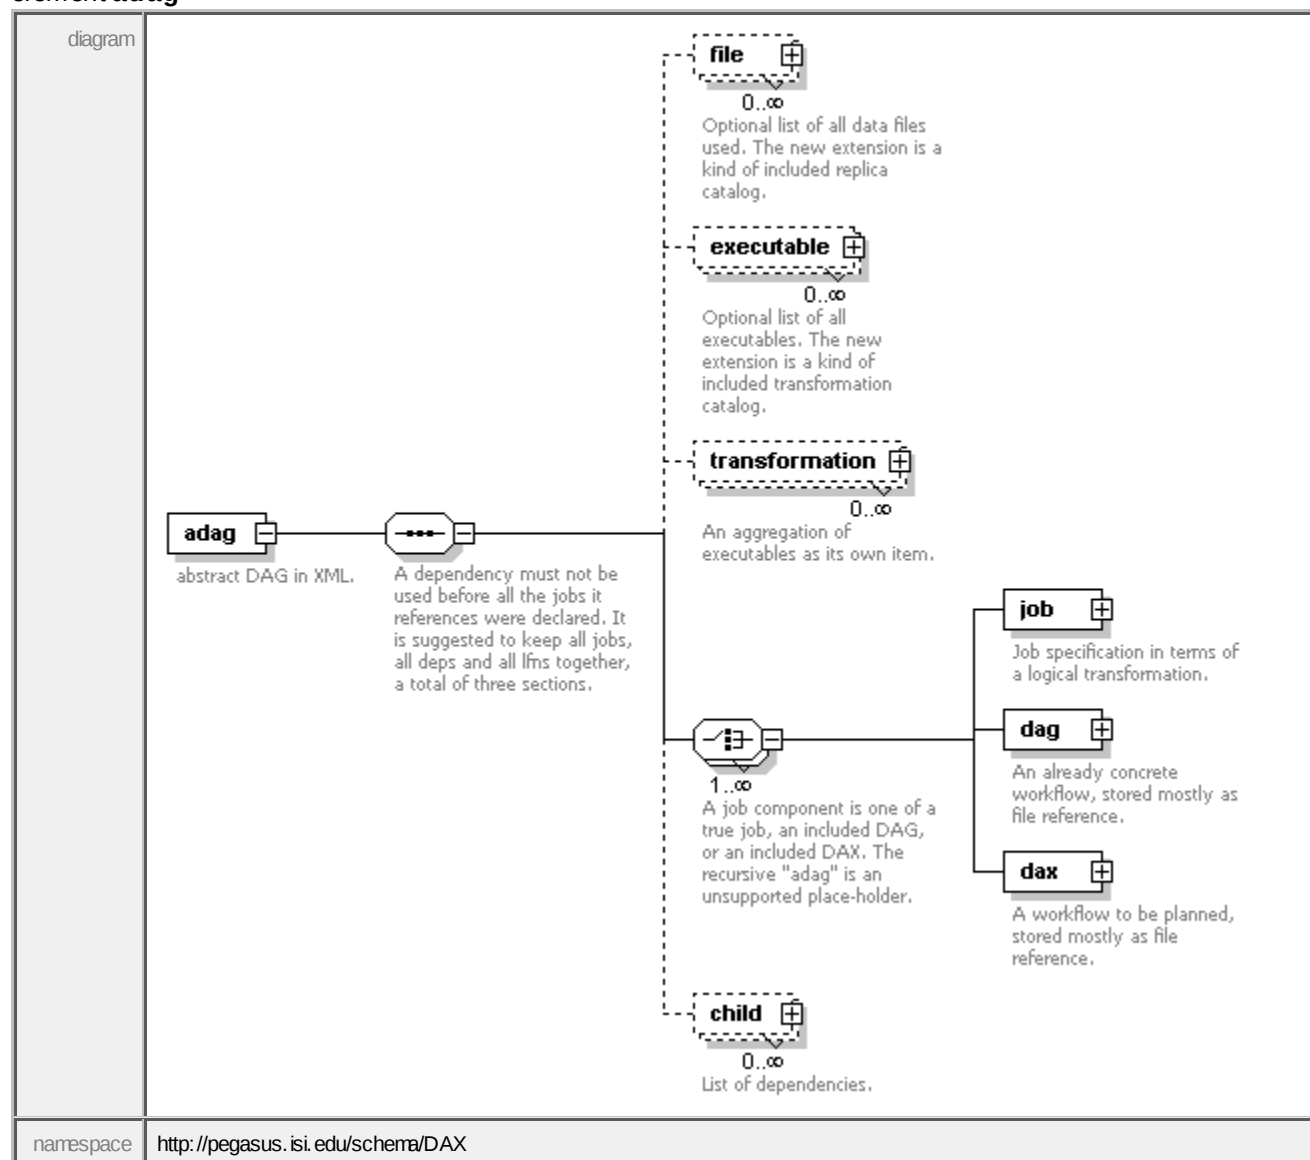 element adag
diagram
file
0..∞
Optional list of all data files
used. The new extension is a
kind of included replica
catalog.
executable
0..∞
Optional list of all
executables. The new
extension is a kind of
included transformation
catalog.
transformation
0..∞
An aggregation of
executables as its own item.
adag
abstract DAG in XML.
A dependency must not be
used before all the jobs it
references were declared. It
is suggested to keep all jobs,
all deps and all lfns together,
a total of three sections.
job
Job specification in terms of
a logical transformation.
1..∞
A job component is one of a
true job, an included DAG,
or an included DAX. The
recursive "adag" is an
unsupported place-holder.
dag
An already concrete
workflow, stored mostly as
file reference.
dax
A workflow to be planned,
stored mostly as file
reference.
child
0..∞
List of dependencies.
namespace
http://pegasus.isi.edu/schema/DAX